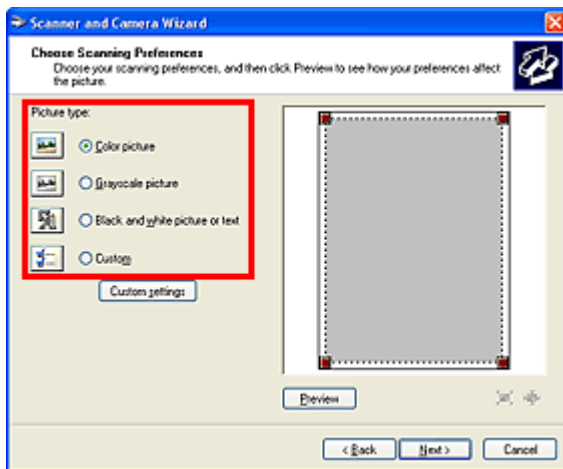 Scanner and Camera Wizard
Choose Scanning Preferences
Choose your scanning preferences, and then click Preview to see how your preferences affect
the picture.
Picture type:
Color picture
Grayscale picture
Black and white picture or text
Custom
Custom settings
Preview
< Back
Next >
Cancel